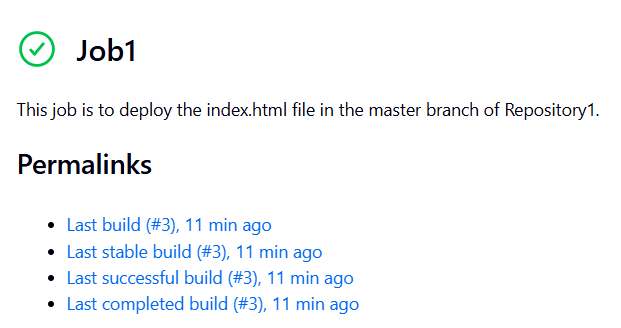 Job1
This job is to deploy the index.html file in the master branch of Repository1.
Permalinks
Last build (#3), 11 min ago
Last stable build (#3), 11 min ago
Last successful build (#3), 11 min ago
Last completed build (#3), 11 min ago